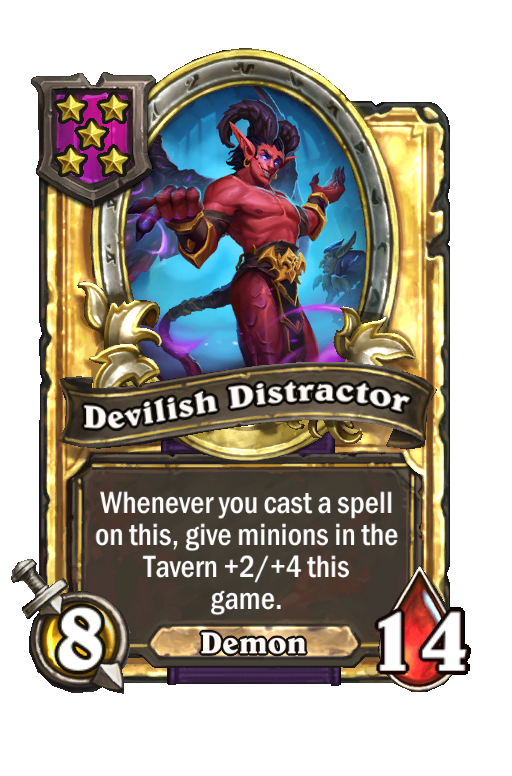 Devilish Distractor
Whenever you cast a spell
on this, give minions in the
Tavern +2/+4 this
game.
8
Demon
14